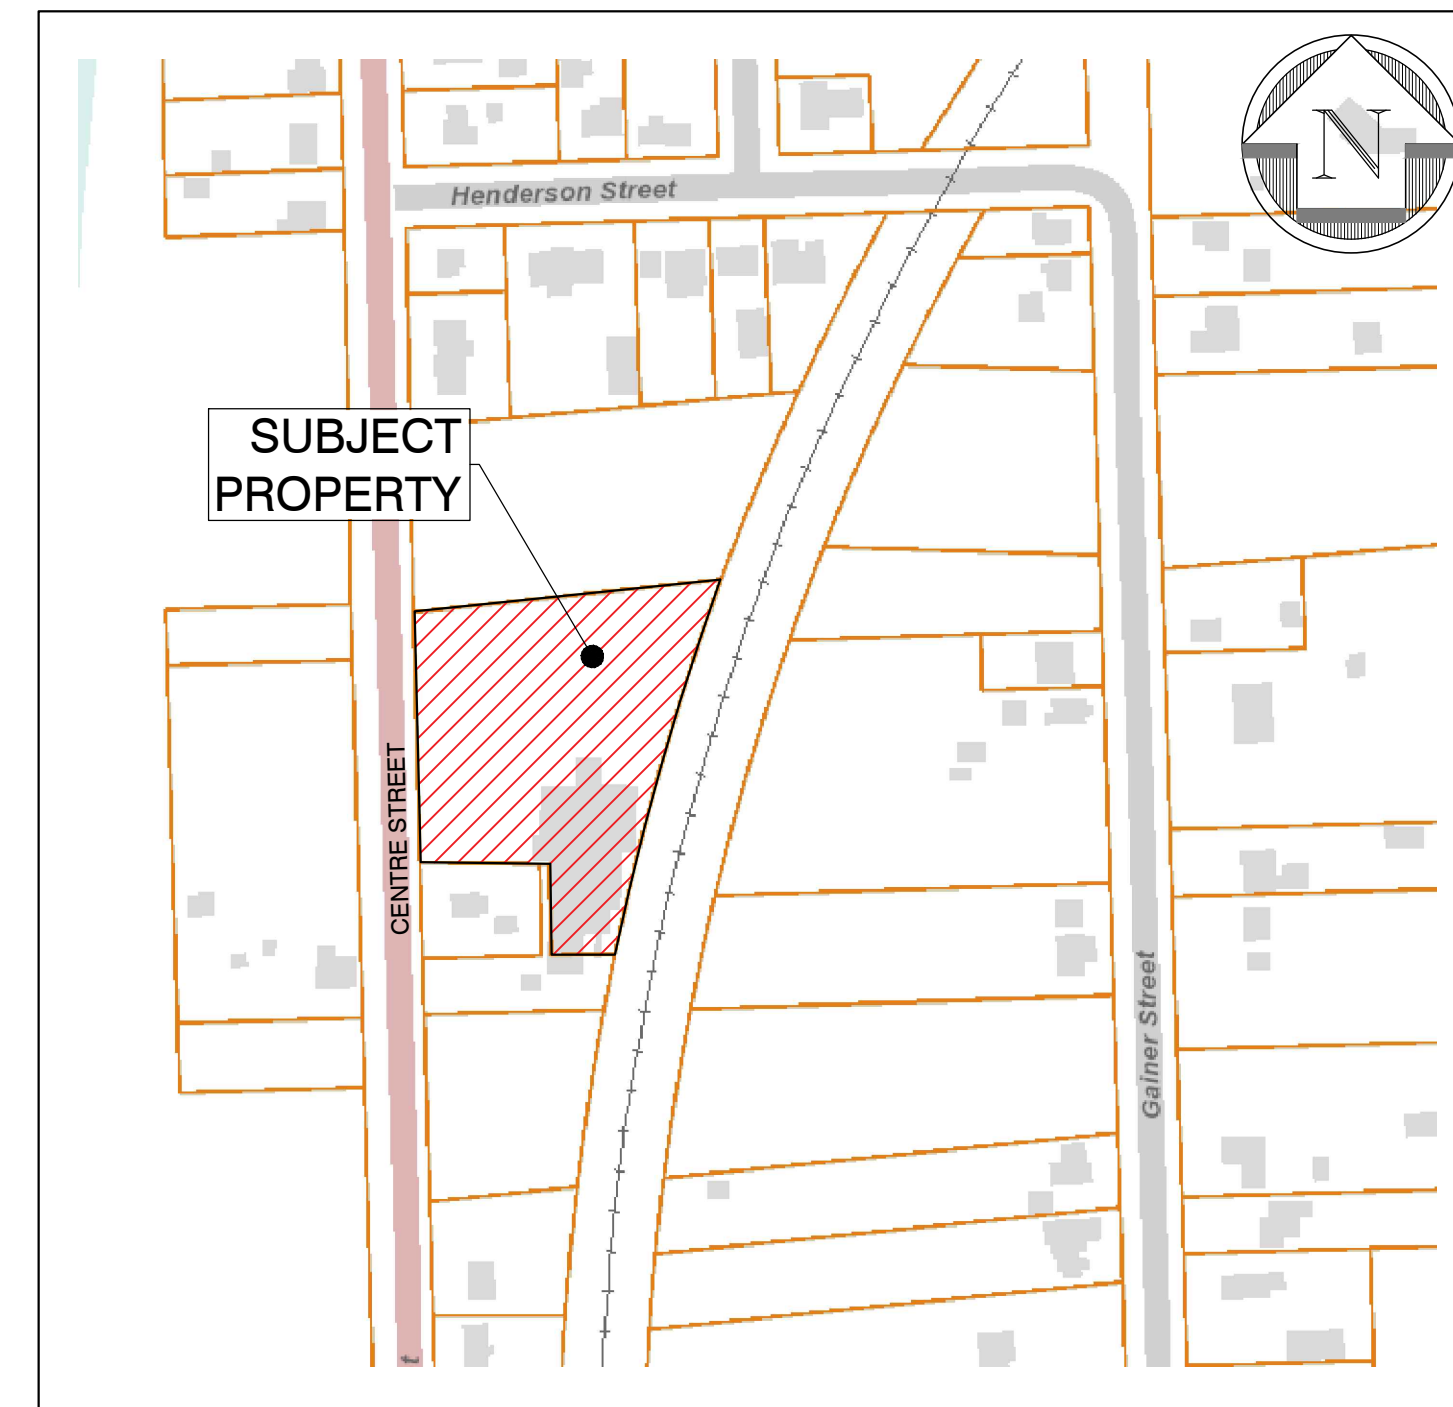 N
Henderson Street
SUBJECT
PROPERTY
CENTRE STREET
Gainer Street
t